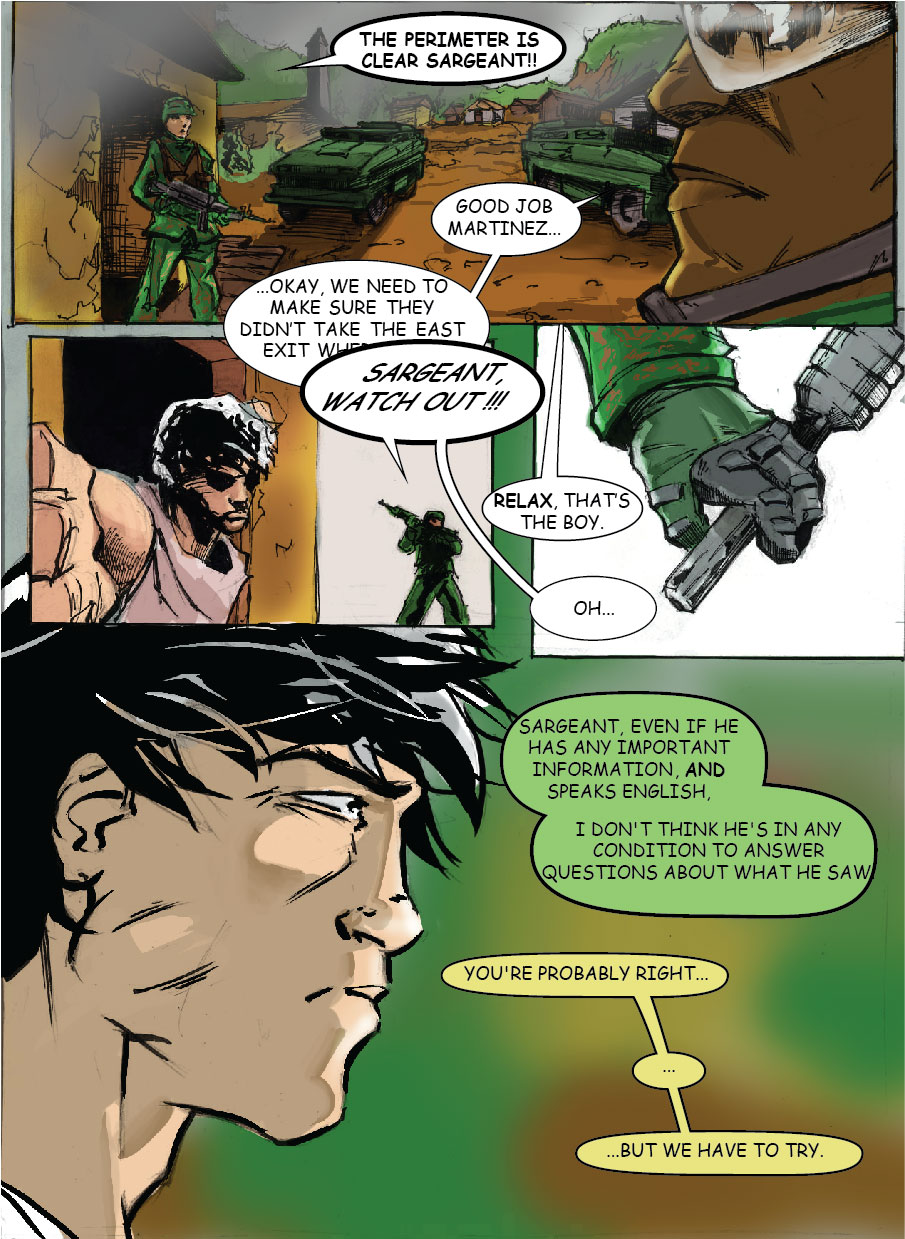 THE PERIMETER IS
CLEAR SARGEANT!!
GOOD JOB
MARTINEZ...
...OKAY, WE NEED TO
MAKE SURE THEY
DIDN'T TAKE THE EAST
EXIT
SARGEANT,
WATCH OUT!!!
RELAX, THAT'S
THE BOY.
OH...
SARGEANT, EVEN IF HE
HAS ANY IMPORTANT
INFORMATION, AND
SPEAKS ENGLISH,
I DON'T THINK HE'S IN ANY
CONDITION TO ANSWER
QUESTIONS ABOUT WHAT HE SAW
YOU'RE PROBABLY RIGHT...
...
...BUT WE HAVE TO TRY.